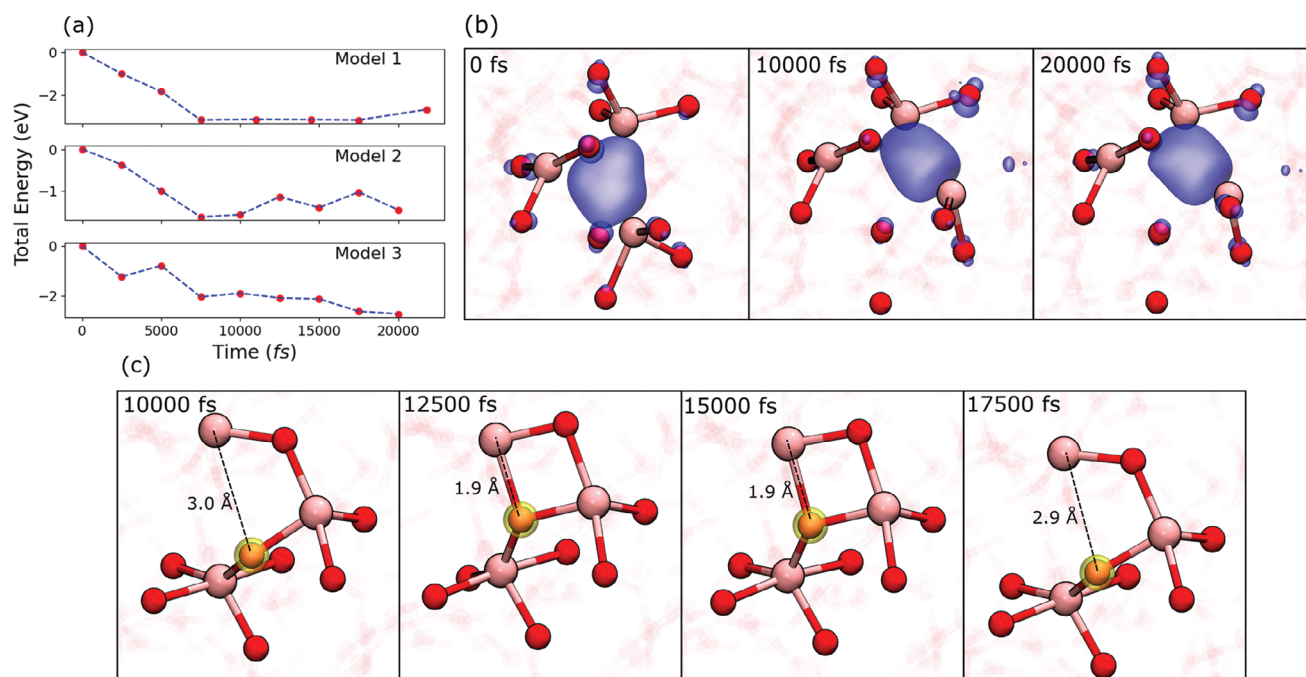 (a)
Total Energy (eV)
0
−2
Model 1
0
−1
Model 2
0
−2
Model 3
0 5000 10000 15000 20000
Time (fs)
(b)
0 fs
10000 fs
20000 fs
(c)
10000 fs
3.0 Å
12500 fs
1.9 Å
15000 fs
1.9 Å
17500 fs
2.9 Å